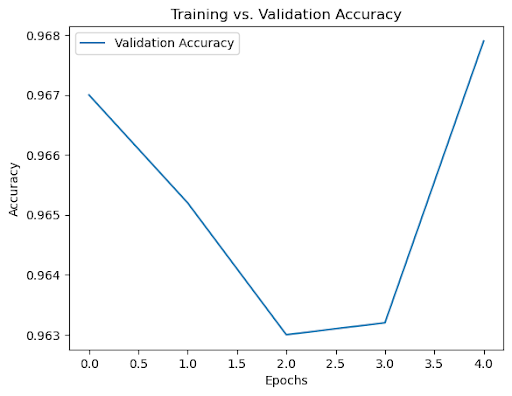 Training vs. Validation Accuracy
Validation Accuracy
0.968
0.967
0.966
0.965
0.964
0.963
Accuracy
0.0 0.5 1.0 1.5 2.0 2.5 3.0 3.5 4.0
Epochs